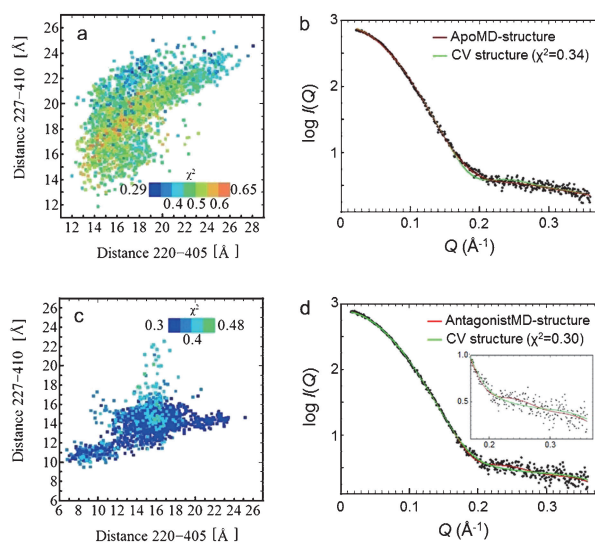 a
Distance 227−410 [Å]
26
24
22
20
18
16
14
12
χ²
0.29
0.65
0.4 0.5 0.6
12 14 16 18 20 22 24 26 28
Distance 220−405 [Å]
b
ApoMD-structure
CV structure (χ²=0.34)
log I(Q)
3
2
1
0 0.1 0.2 0.3
Q (Å⁻¹)
c
Distance 227−410 [Å]
26
24
22
20
18
16
14
12
10
8
6
χ²
0.3
0.48
0.4
6 8 10 12 14 16 18 20 22 24 26
Distance 220−405 [Å]
d
AntagonistMD-structure
CV structure (χ²=0.30)
log I(Q)
3
2
1
0
1.0
0.5
0.2 0.3
0 0.1 0.2 0.3
Q (Å⁻¹)